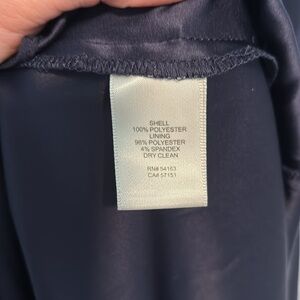 SHELL
100% POLYESTER
LINING
96% POLYESTER
4% SPANDEX
DRY CLEAN
RN# 54163
CA# 57151